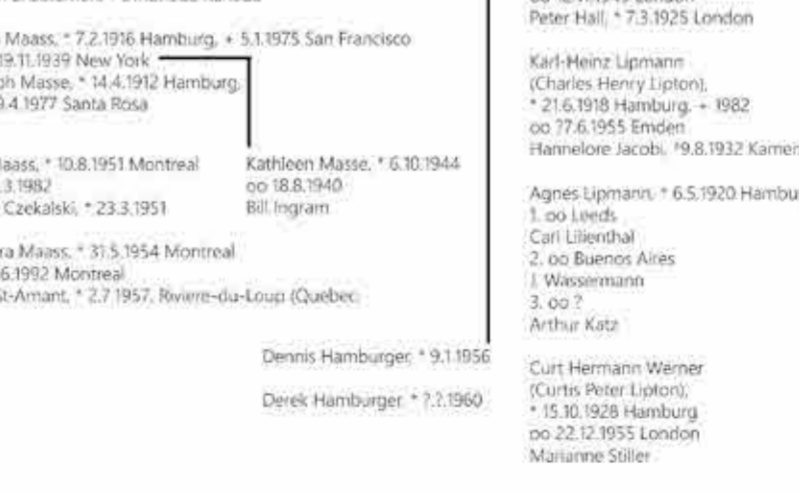 Maass, * 7.2.1916 Hamburg, + 5.1.1975 San Francisco
19.11.1939 New York
ph Masse, * 14.4.1912 Hamburg,
9.4.1977 Santa Rosa
Maass, * 10.8.1951 Montreal
.3.1982
Czekalski, * 23.3.1951
Kathleen Masse, * 6.10.1944
oo 18.8.1940
Bill Ingram
ra Maass, * 31.5.1954 Montreal
6.1992 Montreal
St-Amant, * 2.7.1957, Riviere-du-Loup (Quebec
Dennis Hamburger, * 9.1.1956
Derek Hamburger, * ?.?.1960
Peter Hall, * 7.3.1925 London
Karl-Heinz Lipmann
(Charles Henry Lipton),
* 21.6.1918 Hamburg, + 1982
oo ?7.6.1955 Emden
Hannelore Jacobi, *9.8.1932 Kamen
Agnes Lipmann, * 6.5.1920 Hambu
1. oo Leeds
Carl Lilienthal
2. oo Buenos Aires
J. Wassermann
3. oo ?
Arthur Katz
Curt Hermann Werner
(Curtis Peter Lipton),
* 15.10.1928 Hamburg
oo 22.12.1955 London
Marianne Stiller